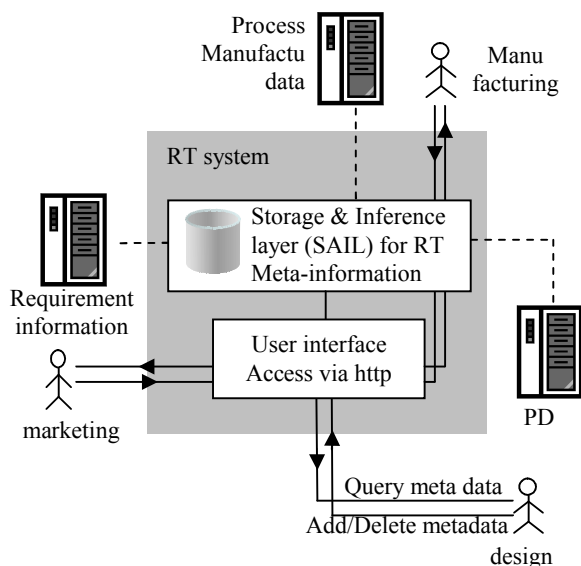 Process
Manufactu
data
Manu
facturing
RT system
Storage & Inference
layer (SAIL) for RT
Meta-information
Requirement
information
User interface
Access via http
marketing
PD
Query meta data
Add/Delete metadata
design